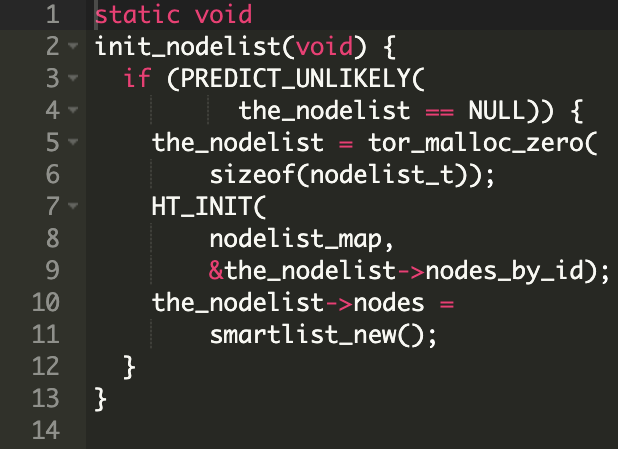 1 static void
2 init_nodelist(void) {
3   if (PREDICT_UNLIKELY(
4           the_nodelist == NULL)) {
5     the_nodelist = tor_malloc_zero(
6         sizeof(nodelist_t));
7     HT_INIT(
8         nodelist_map,
9         &the_nodelist->nodes_by_id);
10     the_nodelist->nodes =
11         smartlist_new();
12   }
13 }
14